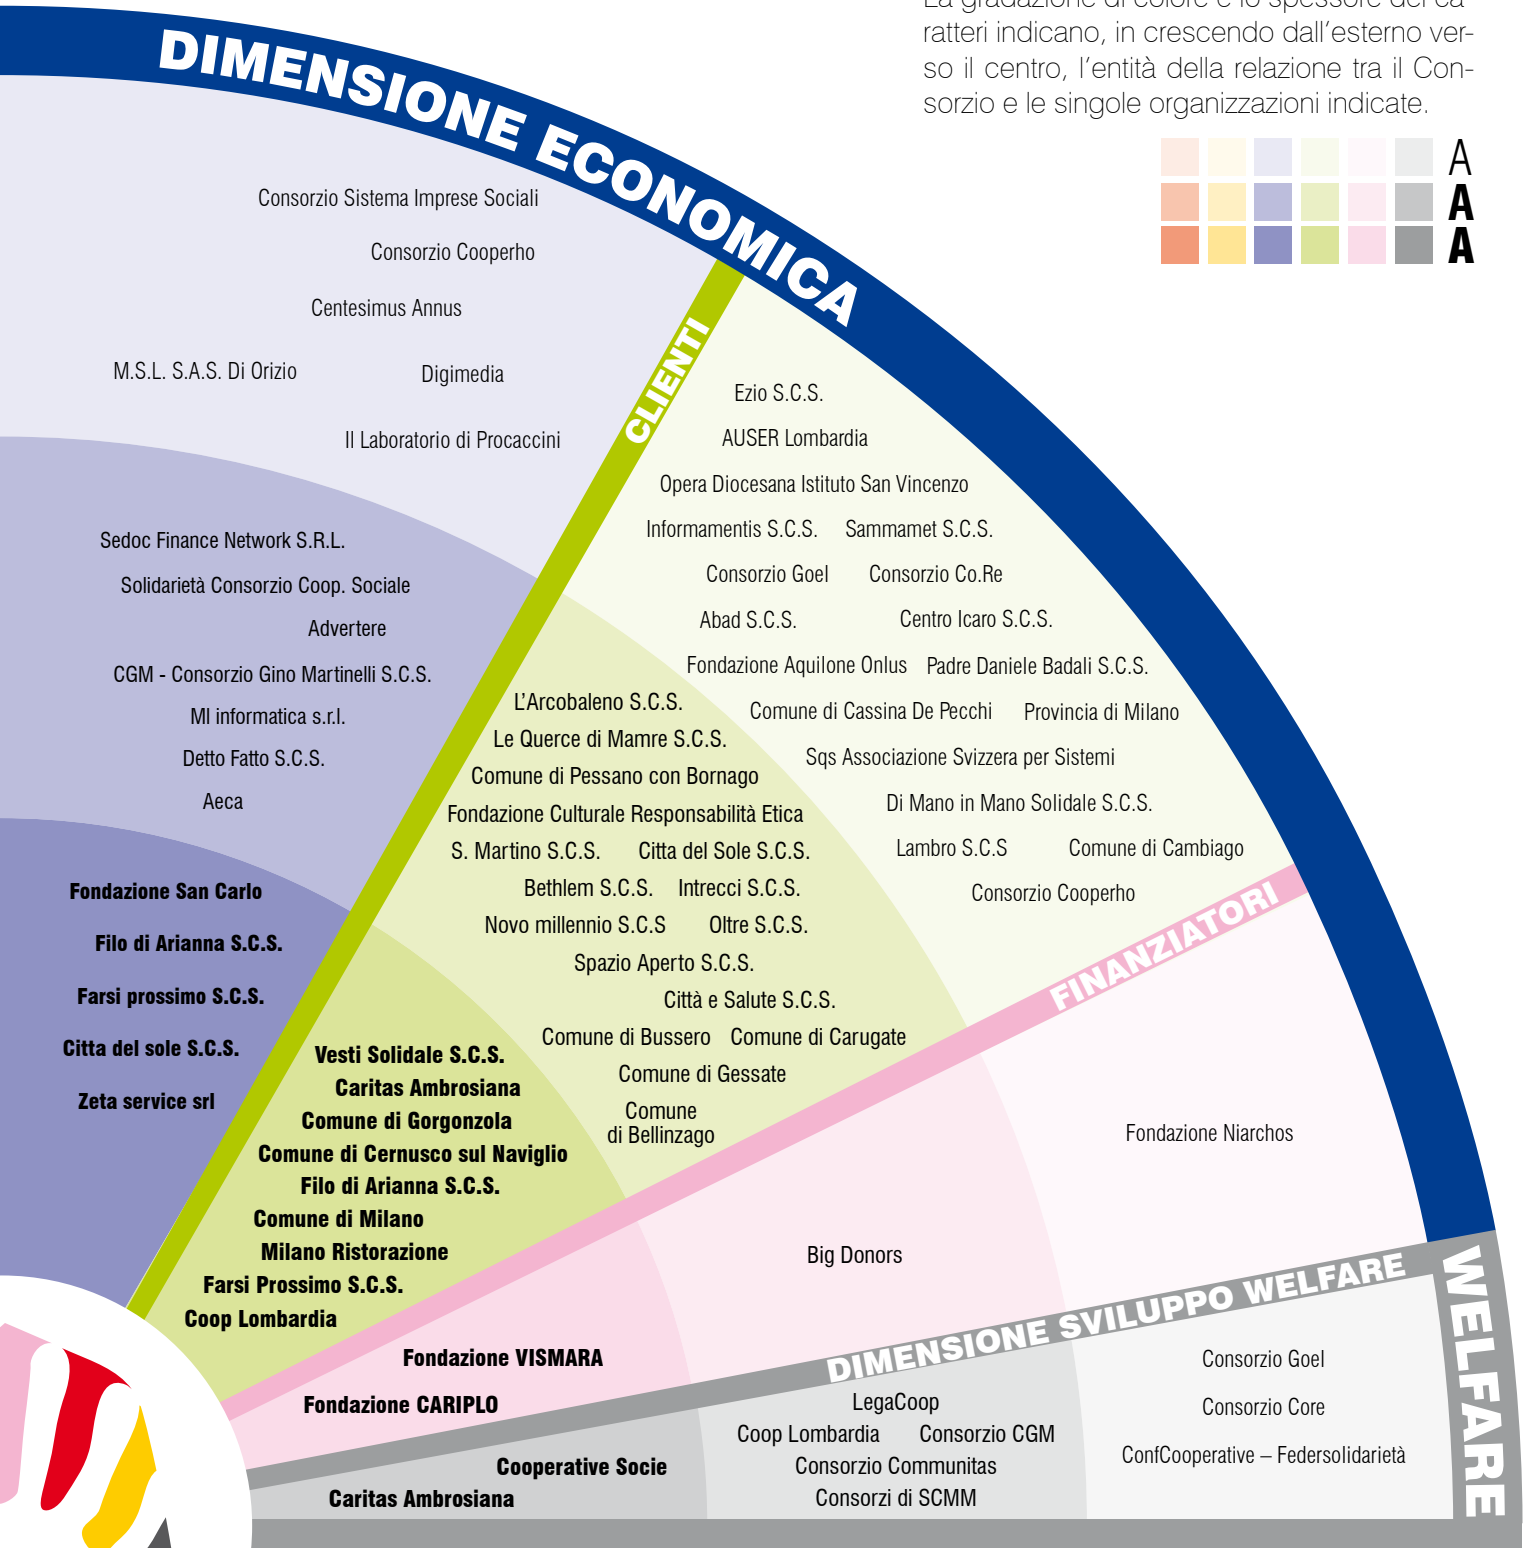 ratteri indicano, in crescendo dall'esterno ver-
so il centro, l'entità della relazione tra il Con-
sorzio e le singole organizzazioni indicate.
A
A
A
DIMENSIONE ECONOMICA
Consorzio Sistema Imprese Sociali
Consorzio Cooperho
Centesimus Annus
M.S.L. S.A.S. Di Orizio
Digimedia
Il Laboratorio di Procaccini
Sedoc Finance Network S.R.L.
Solidarietà Consorzio Coop. Sociale
Advertere
CGM - Consorzio Gino Martinelli S.C.S.
MI informatica s.r.l.
Detto Fatto S.C.S.
Aeca
Fondazione San Carlo
Filo di Arianna S.C.S.
Farsi prossimo S.C.S.
Citta del sole S.C.S.
Zeta service srl
CLIENTI
Ezio S.C.S.
AUSER Lombardia
Opera Diocesana Istituto San Vincenzo
Informamentis S.C.S. Sammamet S.C.S.
Consorzio Goel Consorzio Co.Re
Abad S.C.S. Centro Icaro S.C.S.
Fondazione Aquilone Onlus Padre Daniele Badali S.C.S.
Comune di Cassina De Pecchi Provincia di Milano
Sqs Associazione Svizzera per Sistemi
Di Mano in Mano Solidale S.C.S.
Lambro S.C.S Comune di Cambiago
Consorzio Cooperho
L'Arcobaleno S.C.S.
Le Querce di Mamre S.C.S.
Comune di Pessano con Bornago
Fondazione Culturale Responsabilità Etica
S. Martino S.C.S. Citta del Sole S.C.S.
Bethlem S.C.S. Intrecci S.C.S.
Novo millennio S.C.S Oltre S.C.S.
Spazio Aperto S.C.S.
Città e Salute S.C.S.
Comune di Bussero Comune di Carugate
Comune di Gessate
Comune
di Bellinzago
Vesti Solidale S.C.S.
Caritas Ambrosiana
Comune di Gorgonzola
Comune di Cernusco sul Naviglio
Filo di Arianna S.C.S.
Comune di Milano
Milano Ristorazione
Farsi Prossimo S.C.S.
Coop Lombardia
FINANZIATORI
Fondazione Niarchos
Big Donors
Fondazione VISMARA
Fondazione CARIPLO
DIMENSIONE SVILUPPO WELFARE
WELFARE
Consorzio Goel
Consorzio Core
ConfCooperative – Federsolidarietà
LegaCoop
Coop Lombardia Consorzio CGM
Consorzio Communitas
Consorzi di SCMM
Cooperative Socie
Caritas Ambrosiana